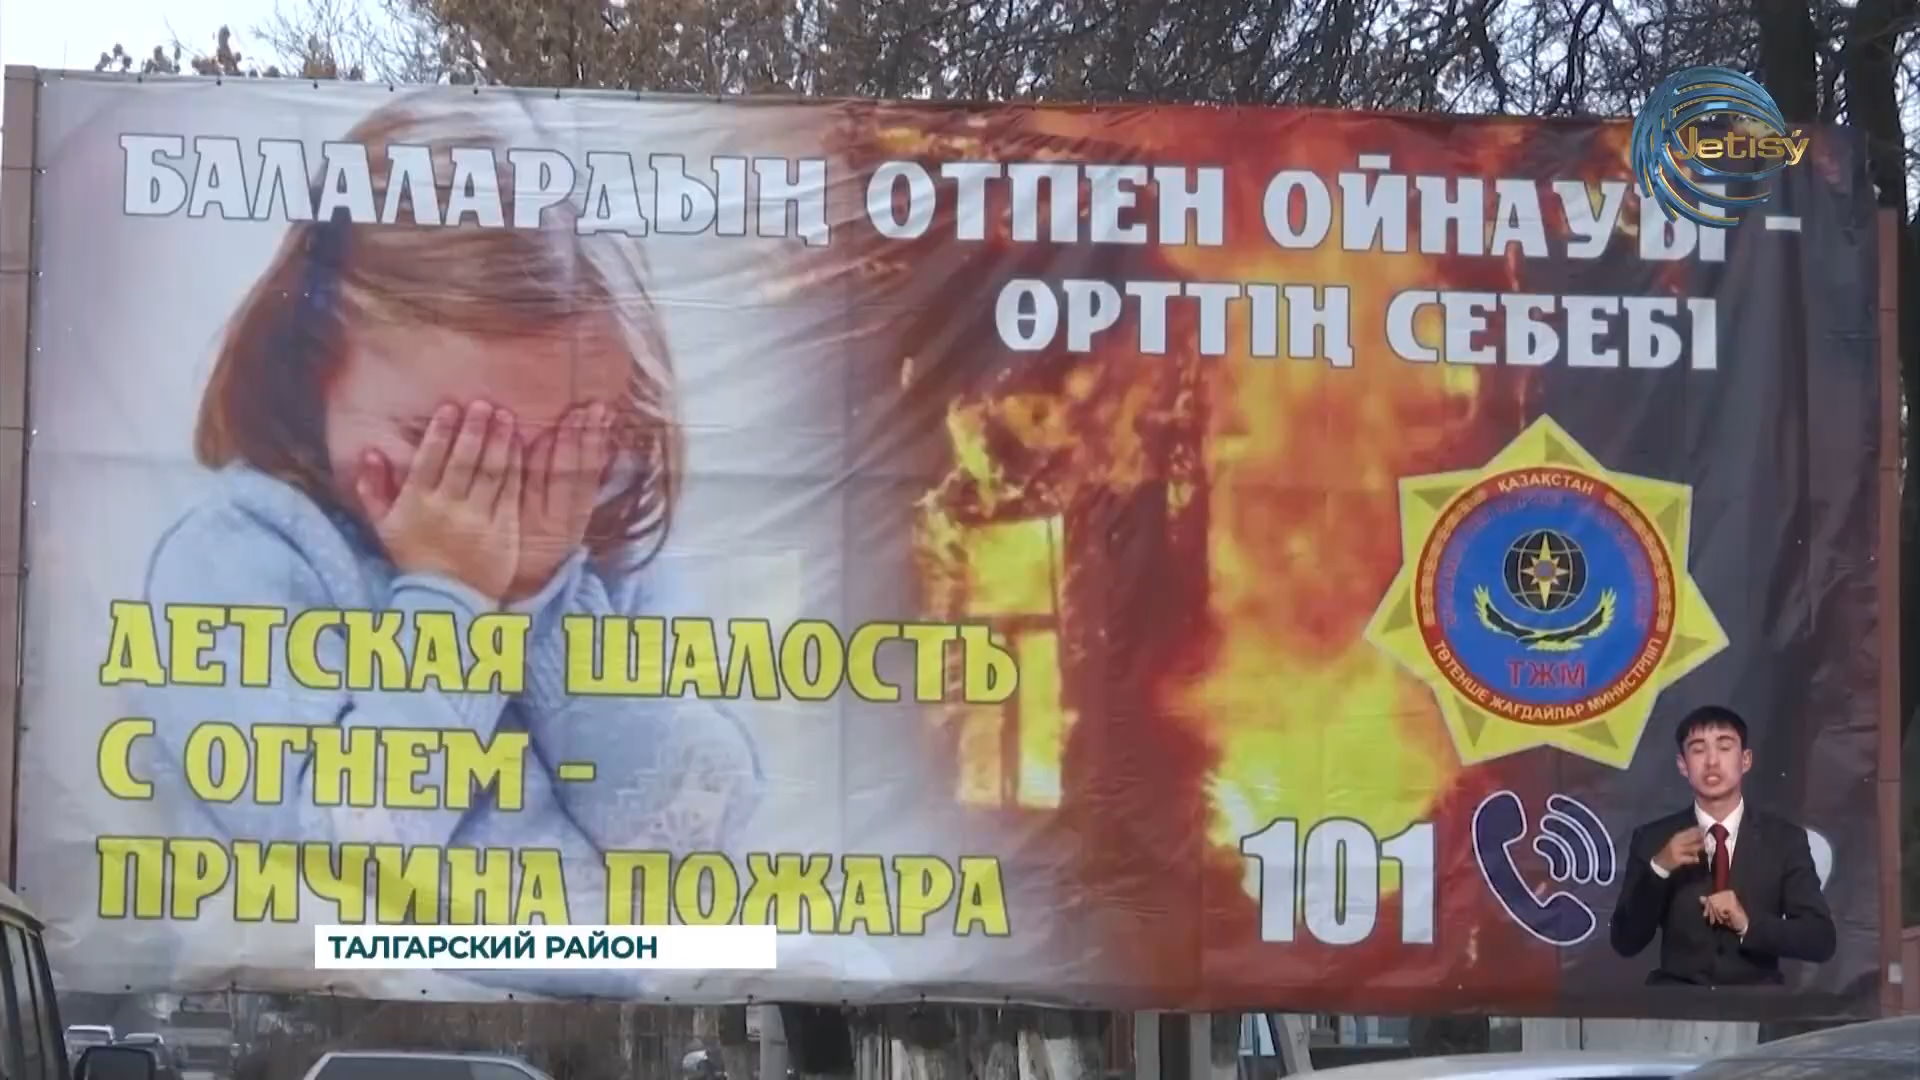 Jetisý
БАЛАЛАРДЫҢ ОТПЕН ОЙНАУЫ -
ӨРТТІҢ СЕБЕБІ
ҚАЗАҚСТАН
ТЖМ
ТӨТЕНШЕ ЖАҒДАЙЛАР МИНИСТРЛІГІ
ДЕТСКАЯ ШАЛОСТЬ
С ОГНЕМ -
ПРИЧИНА ПОЖАРА
101
ТАЛГАРСКИЙ РАЙОН